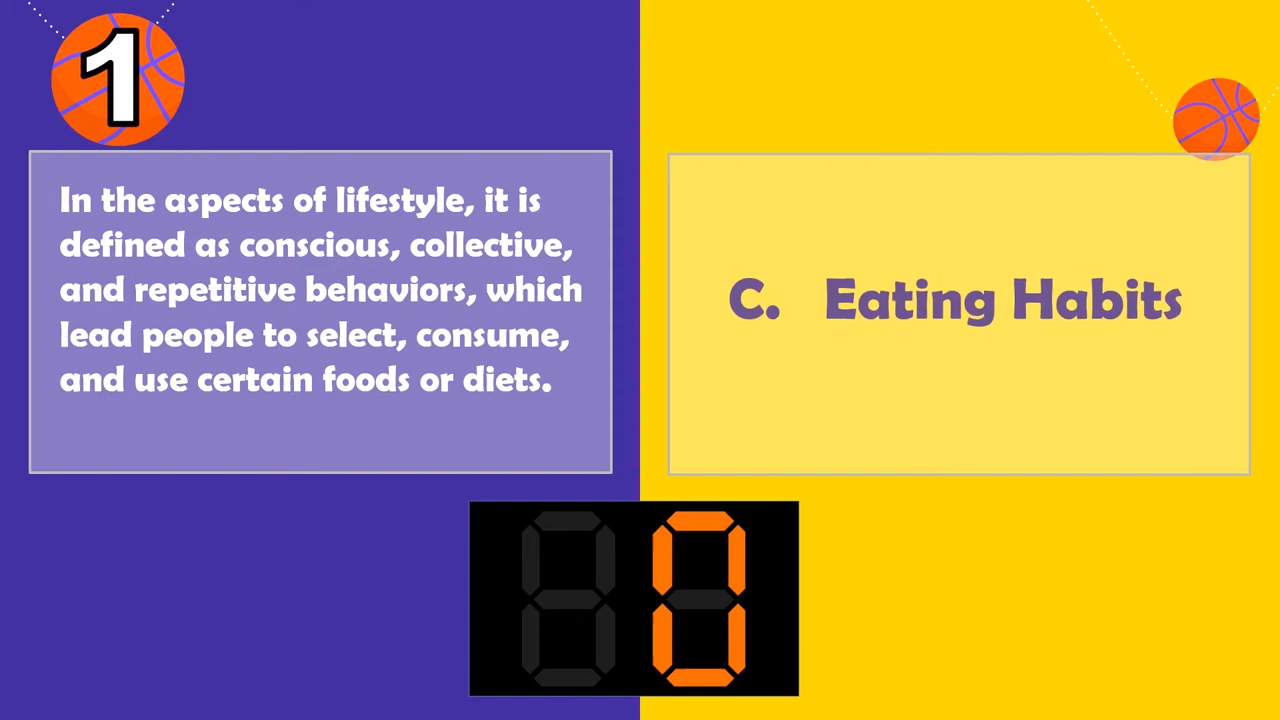 1
In the aspects of lifestyle, it is
defined as conscious, collective,
and repetitive behaviors, which
lead people to select, consume,
and use certain foods or diets.
C. Eating Habits
0